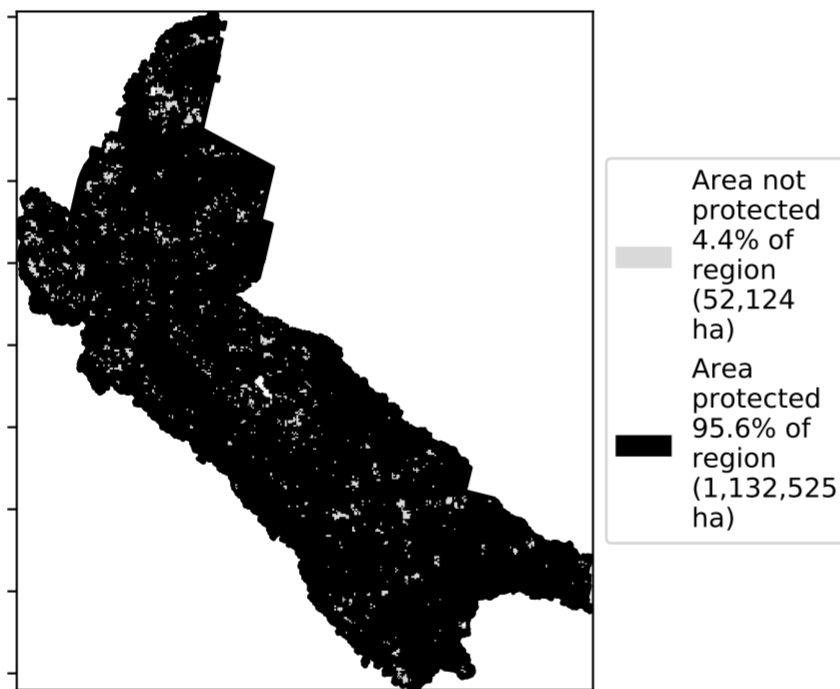 Area not
protected
4.4% of
region
(52,124
ha)
Area
protected
95.6% of
region
(1,132,525
ha)